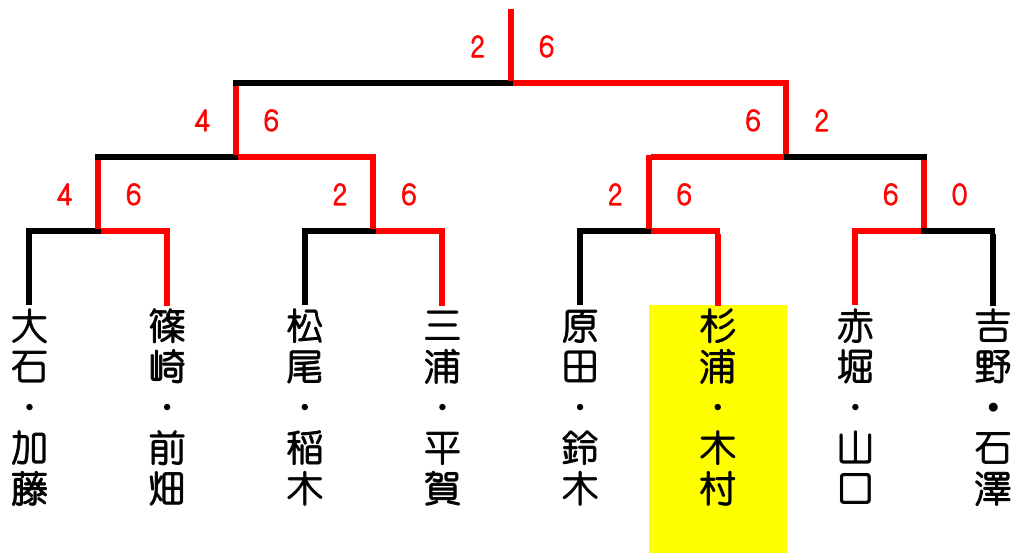 2 6
4 6 6 2
4 6 2 6 2 6 6 0
大石・加藤
篠崎・前畑
松尾・稲木
三浦・平賀
原田・鈴木
杉浦・木村
赤堀・山口
吉野・石澤